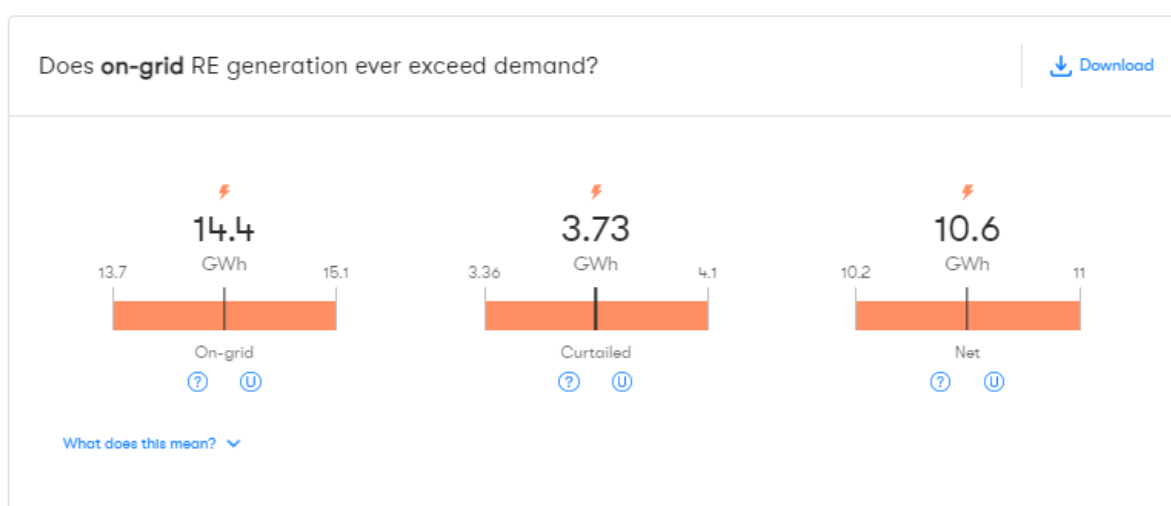 Does on-grid RE generation ever exceed demand?
Download
14.4
GWh
13.7
15.1
On-grid
? U
3.73
GWh
3.36
4.1
Curtailed
? U
10.6
GWh
10.2
11
Net
? U
What does this mean?